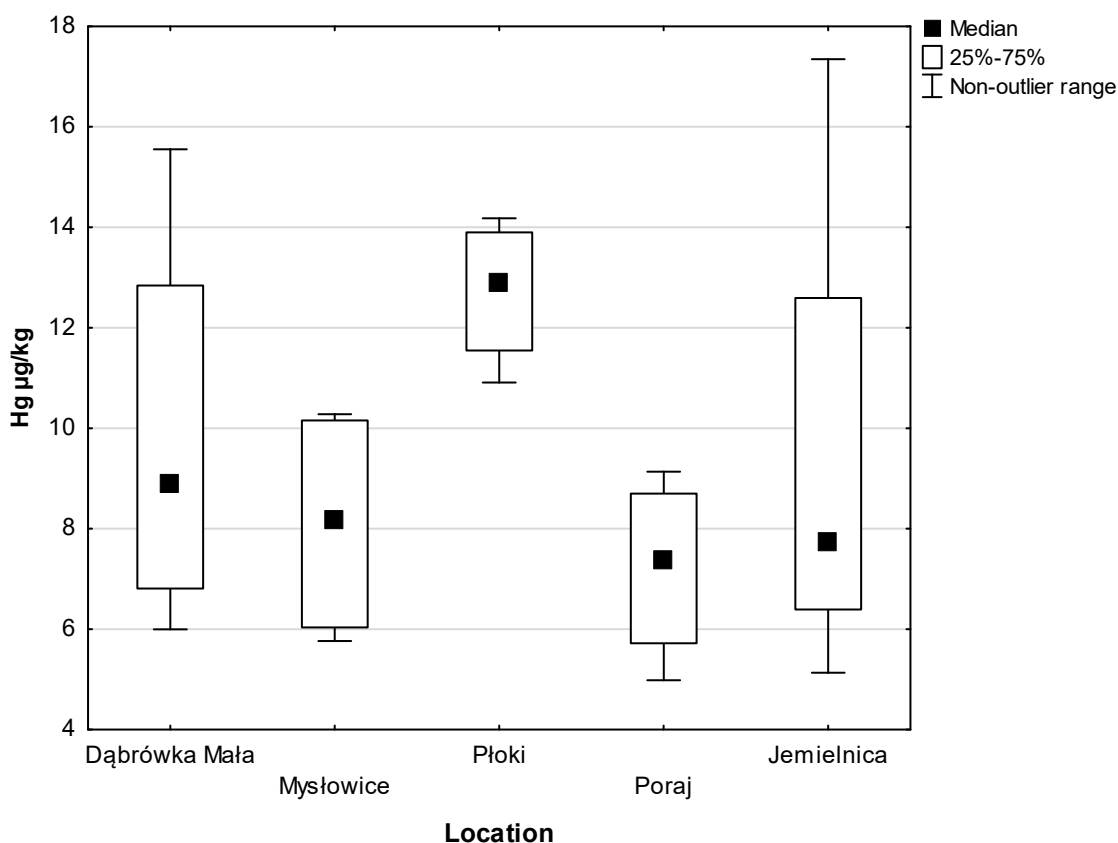 18
16
14
12
10
8
6
4
Hg µg/kg
Dąbrówka Mała
Mysłowice
Płoki
Poraj
Jemielnica
Location
Median
25%-75%
Non-outlier range